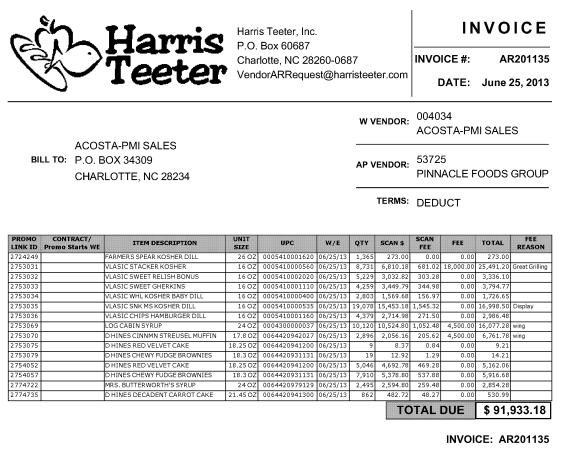 Harris Teeter
Harris Teeter, Inc.
P.O. Box 60687
Charlotte, NC 28260-0687
VendorARRequest@harristeeter.com
INVOICE
INVOICE #: AR201135
DATE: June 25, 2013
W VENDOR: 004034
ACOSTA-PMI SALES
BILL TO: ACOSTA-PMI SALES
P.O. BOX 34309
CHARLOTTE, NC 28234
AP VENDOR: 53725
PINNACLE FOODS GROUP
TERMS: DEDUCT
PROMO LINK ID CONTRACT/ Promo Starts WE ITEM DESCRIPTION UNIT SIZE UPC W/E QTY SCAN $ SCAN FEE FEE TOTAL FEE REASON
2724249 FARMERS SPEAR KOSHER DILL 26 OZ 0005410001620 06/25/13 1,365 273.00 0.00 0.00 273.00
2753031 VLASIC STACKER KOSHER 16 OZ 0005410000560 06/25/13 8,731 6,810.18 681.02 18,000.00 25,491.20 Great Grilling
2753032 VLASIC SWEET RELISH BONUS 16 OZ 0005410001020 06/25/13 5,229 3,032.82 303.28 0.00 3,336.10
2753033 VLASIC SWEET GHERKINS 16 OZ 0005410001110 06/25/13 4,259 3,449.79 344.98 0.00 3,794.77
2753034 VLASIC WHL KOSHER BABY DILL 16 OZ 0005410000400 06/25/13 2,803 1,569.68 156.97 0.00 1,726.65
2753035 VLASIC SNK MS KOSHER DILL 16 OZ 0005410000535 06/25/13 19,078 15,453.18 1,545.32 0.00 16,998.50 Display
2753036 VLASIC CHIPS HAMBURGER DILL 16 OZ 0005410001160 06/25/13 4,379 2,714.98 271.50 0.00 2,986.48
2753069 LOG CABIN SYRUP 24 OZ 0004300000037 06/25/13 10,120 10,524.80 1,052.48 4,500.00 16,077.28 wing
2753070 D HINES CINNMN STREUSEL MUFFIN 17.8 OZ 0064420942027 06/25/13 2,896 2,056.16 205.62 4,500.00 6,761.78 wing
2753075 D HINES RED VELVET CAKE 18.25 OZ 0064420941200 06/25/13 9 8.37 0.84 0.00 9.21
2753079 D HINES CHEWY FUDGE BROWNIES 18.3 OZ 0064420931131 06/25/13 19 12.92 1.29 0.00 14.21
2754052 D HINES RED VELVET CAKE 18.25 OZ 0064420941200 06/25/13 5,046 4,692.78 469.28 0.00 5,162.06
2754057 D HINES CHEWY FUDGE BROWNIES 18.3 OZ 0064420931131 06/25/13 7,910 5,378.80 537.88 0.00 5,916.68
2774722 MRS. BUTTERWORTH'S SYRUP 24 OZ 0064420979129 06/25/13 2,495 2,594.80 259.48 0.00 2,854.28
2774735 D HINES DECADENT CARROT CAKE 21.45 OZ 0064420941300 06/25/13 862 482.72 48.27 0.00 530.99
TOTAL DUE $ 91,933.18
INVOICE: AR201135